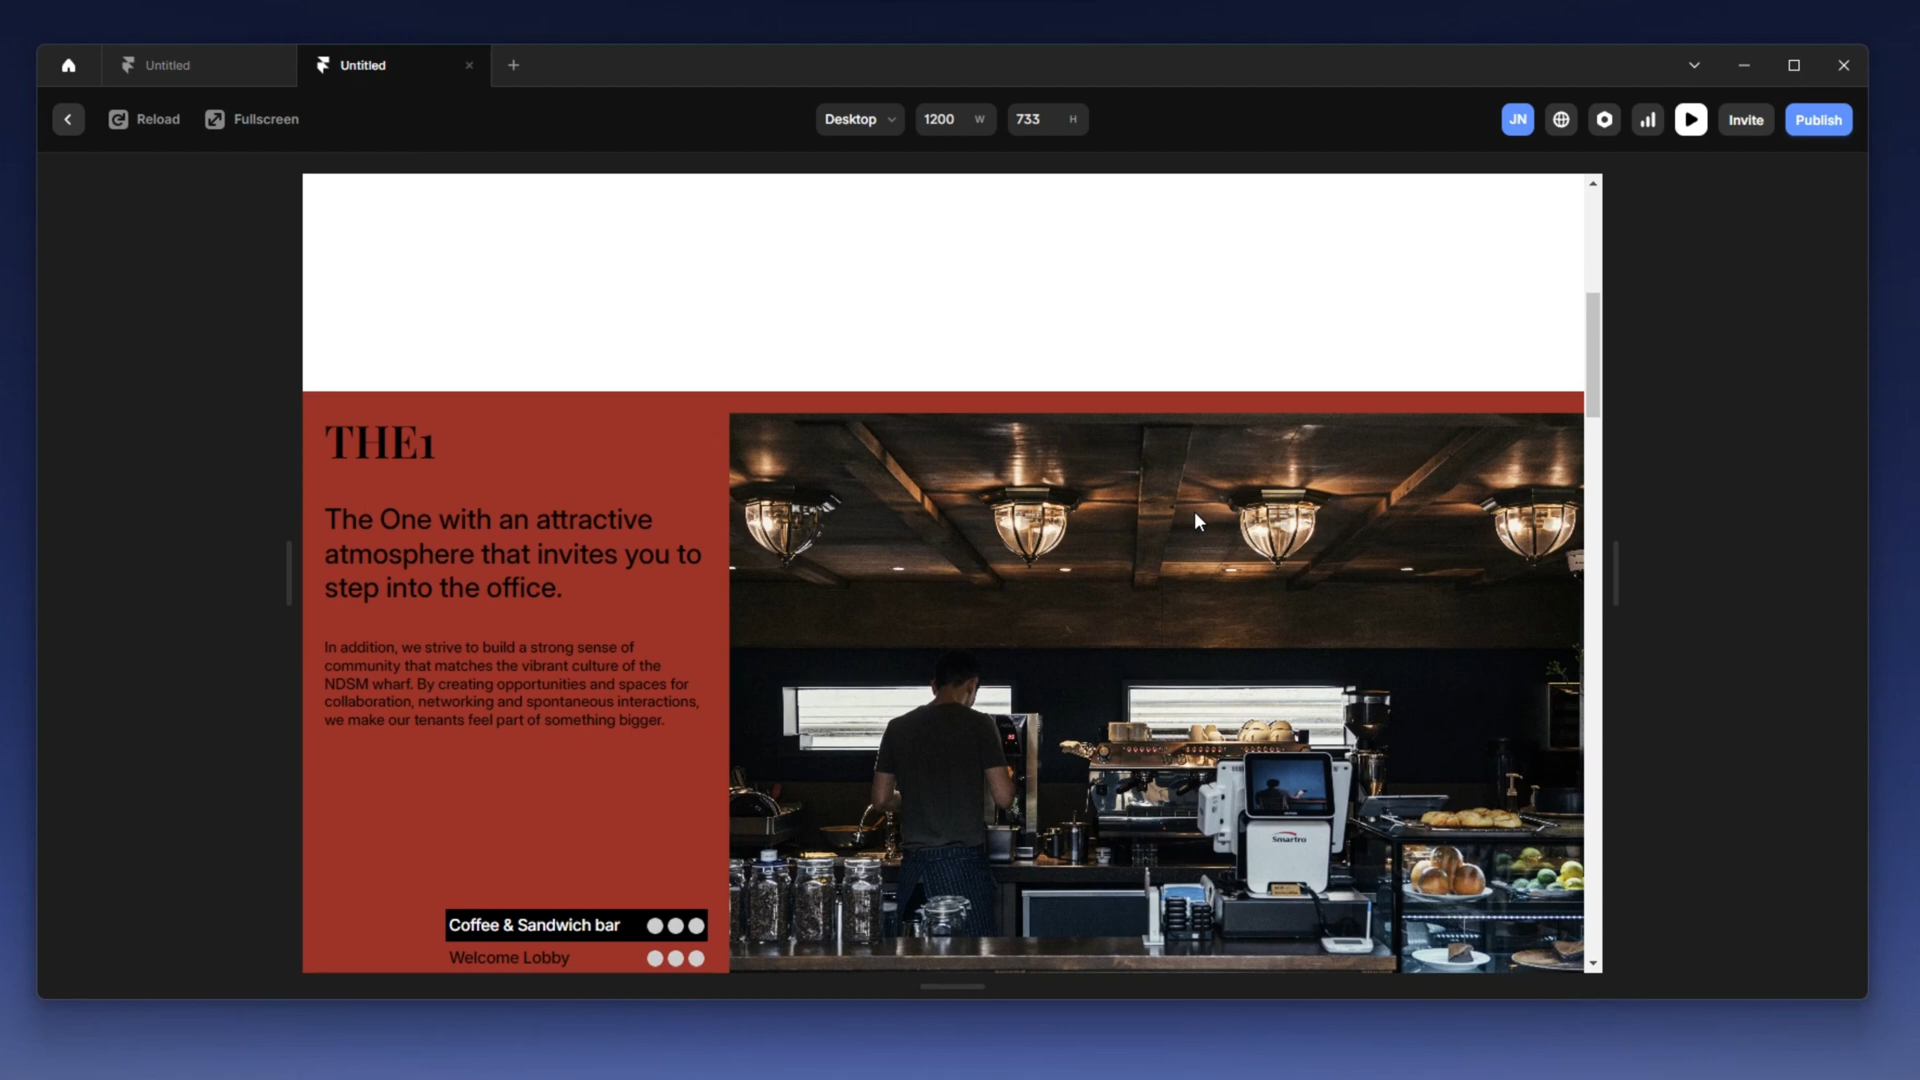 Untitled
Untitled
Reload
Fullscreen
Desktop
1200 W
733 H
JN
Invite
Publish
THE1
The One with an attractive
atmosphere that invites you to
step into the office.
In addition, we strive to build a strong sense of
community that matches the vibrant culture of the
NDSM wharf. By creating opportunities and spaces for
collaboration, networking and spontaneous interactions,
we make our tenants feel part of something bigger.
Coffee & Sandwich bar
Welcome Lobby
Smartro